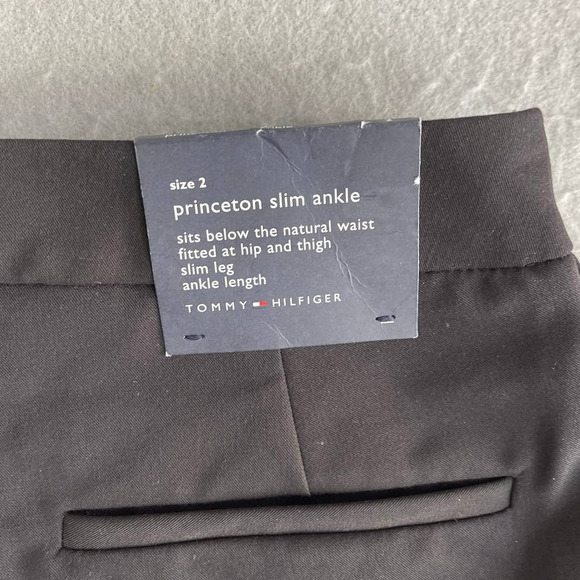 size 2
princeton slim ankle
sits below the natural waist
fitted at hip and thigh
slim leg
ankle length
TOMMY HILFIGER